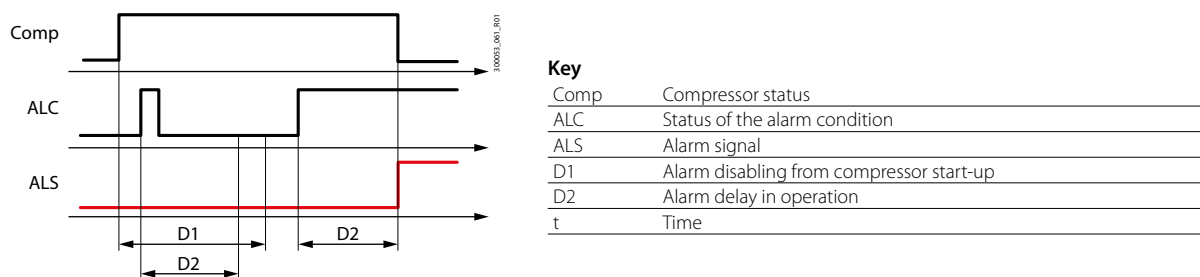 Comp
ALC
ALS
D1
D2
D2
300053_061_R01
Key
Comp Compressor status
ALC Status of the alarm condition
ALS Alarm signal
D1 Alarm disabling from compressor start-up
D2 Alarm delay in operation
t Time